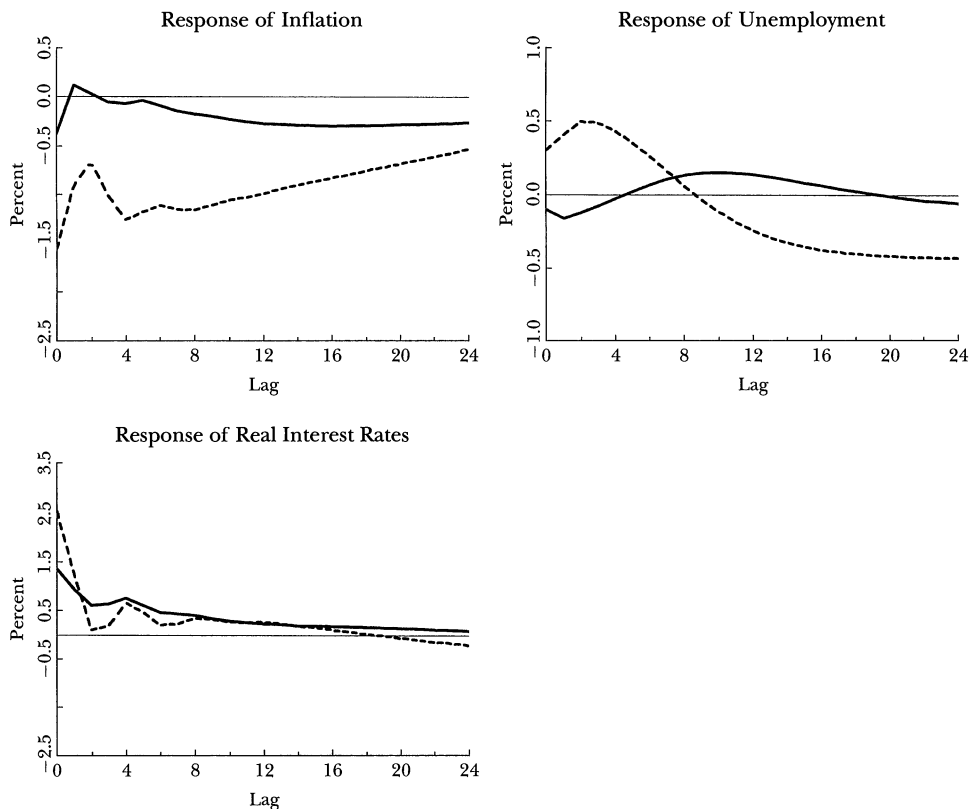 Response of Inflation
0.5
0.0
−0.5
−1.5
−2.5
Percent
0 4 8 12 16 20 24
Lag
Response of Unemployment
1.0
0.5
0.0
−0.5
−1.0
Percent
0 4 8 12 16 20 24
Lag
Response of Real Interest Rates
3.5
2.5
1.5
0.5
−0.5
−2.5
Percent
0 4 8 12 16 20 24
Lag